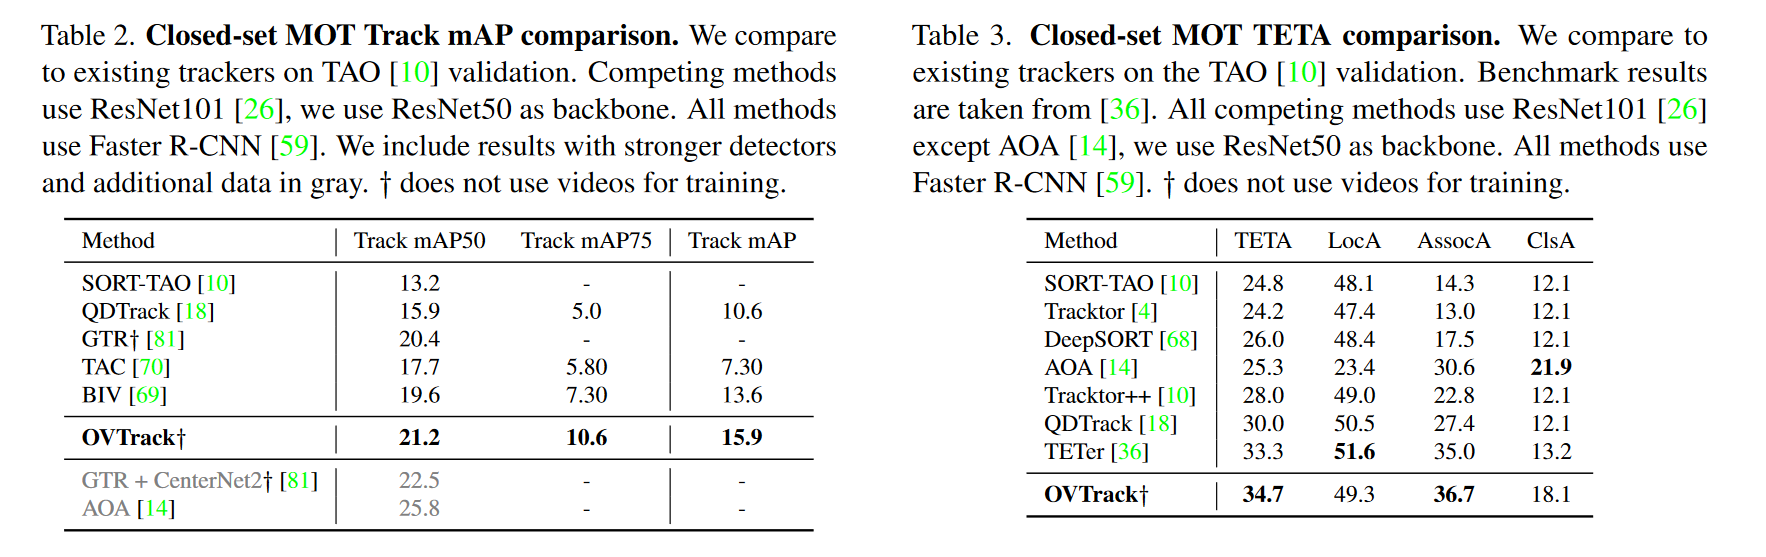 Table 2. Closed-set MOT Track mAP comparison. We compare
to existing trackers on TAO [10] validation. Competing methods
use ResNet101 [26], we use ResNet50 as backbone. All methods
use Faster R-CNN [59]. We include results with stronger detectors
and additional data in gray. † does not use videos for training.
Method Track mAP50 Track mAP75 Track mAP
SORT-TAO [10] 13.2 - -
QDTrack [18] 15.9 5.0 10.6
GTR† [81] 20.4 - -
TAC [70] 17.7 5.80 7.30
BIV [69] 19.6 7.30 13.6
OVTrack† 21.2 10.6 15.9
GTR + CenterNet2† [81] 22.5 - -
AOA [14] 25.8 - -
Table 3. Closed-set MOT TETA comparison. We compare to
existing trackers on the TAO [10] validation. Benchmark results
are taken from [36]. All competing methods use ResNet101 [26]
except AOA [14], we use ResNet50 as backbone. All methods use
Faster R-CNN [59]. † does not use videos for training.
Method TETA LocA AssocA ClsA
SORT-TAO [10] 24.8 48.1 14.3 12.1
Tracktor [4] 24.2 47.4 13.0 12.1
DeepSORT [68] 26.0 48.4 17.5 12.1
AOA [14] 25.3 23.4 30.6 21.9
Tracktor++ [10] 28.0 49.0 22.8 12.1
QDTrack [18] 30.0 50.5 27.4 12.1
TETer [36] 33.3 51.6 35.0 13.2
OVTrack† 34.7 49.3 36.7 18.1